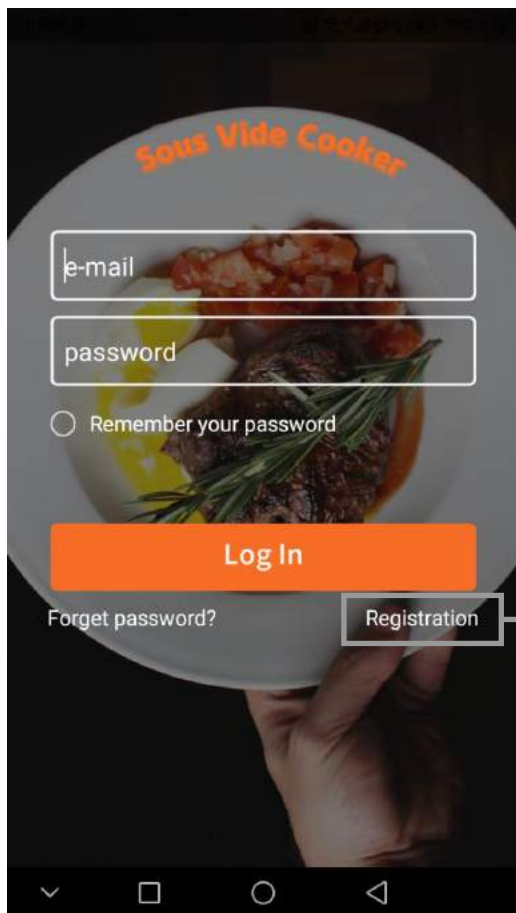 Sous Vide Cooker
e-mail
password
Remember your password
Log In
Forget password? Registration